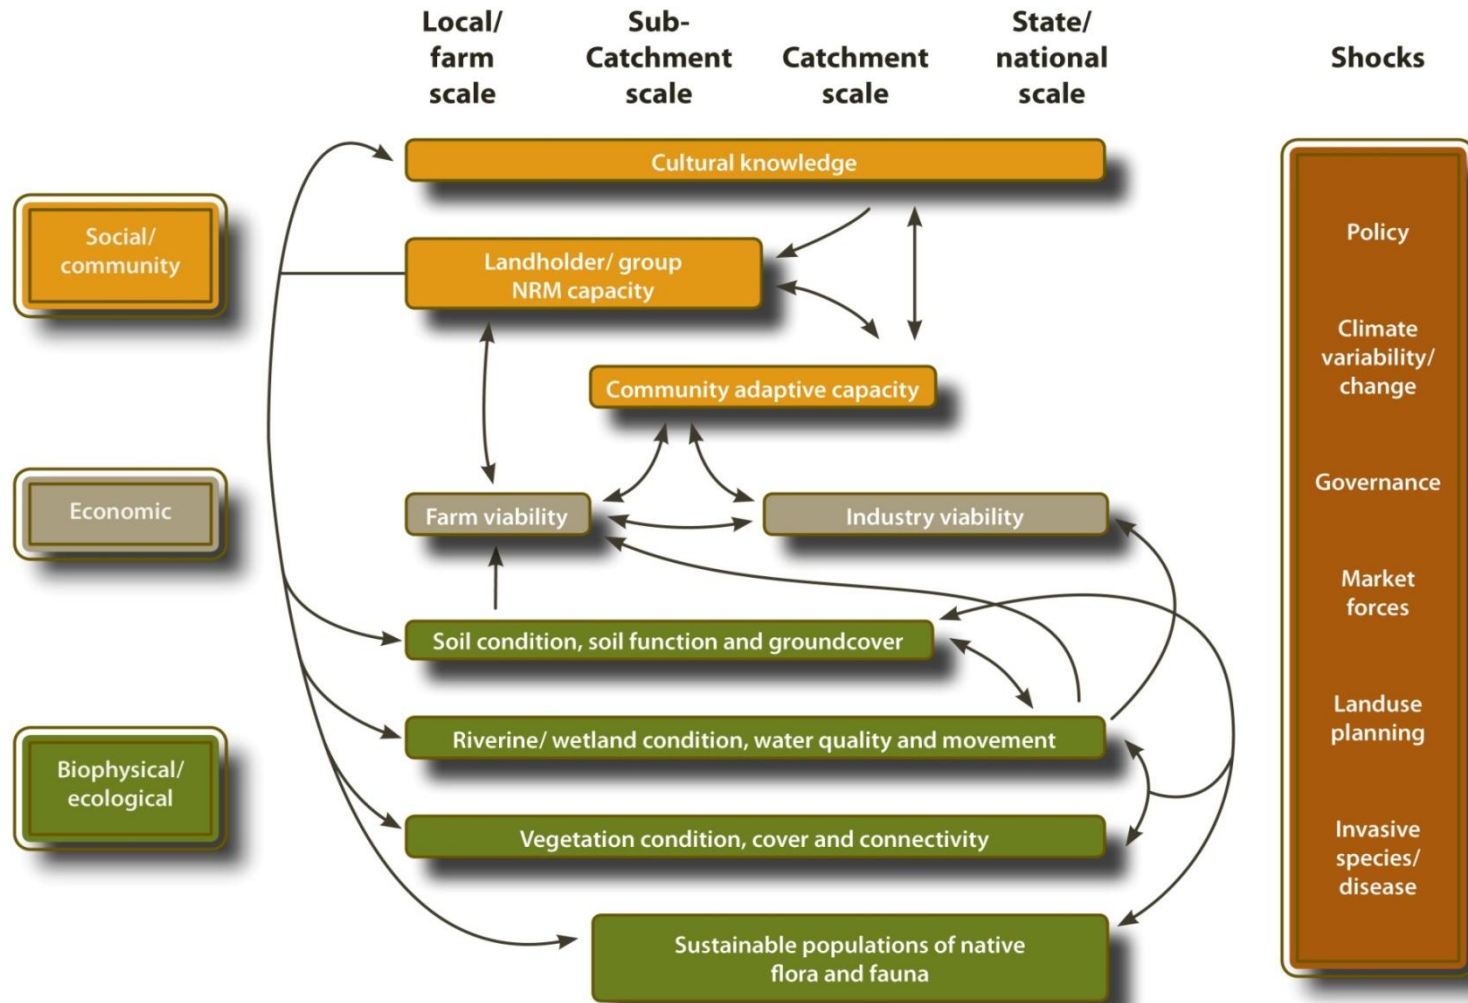 Local/
farm
scale
Sub-
Catchment
scale
Catchment
scale
State/
national
scale
Shocks
Cultural knowledge
Social/
community
Landholder/ group
NRM capacity
Community adaptive capacity
Economic
Farm viability
Industry viability
Soil condition, soil function and groundcover
Riverine/ wetland condition, water quality and movement
Biophysical/
ecological
Vegetation condition, cover and connectivity
Sustainable populations of native
flora and fauna
Policy
Climate
variability/
change
Governance
Market
forces
Landuse
planning
Invasive
species/
disease